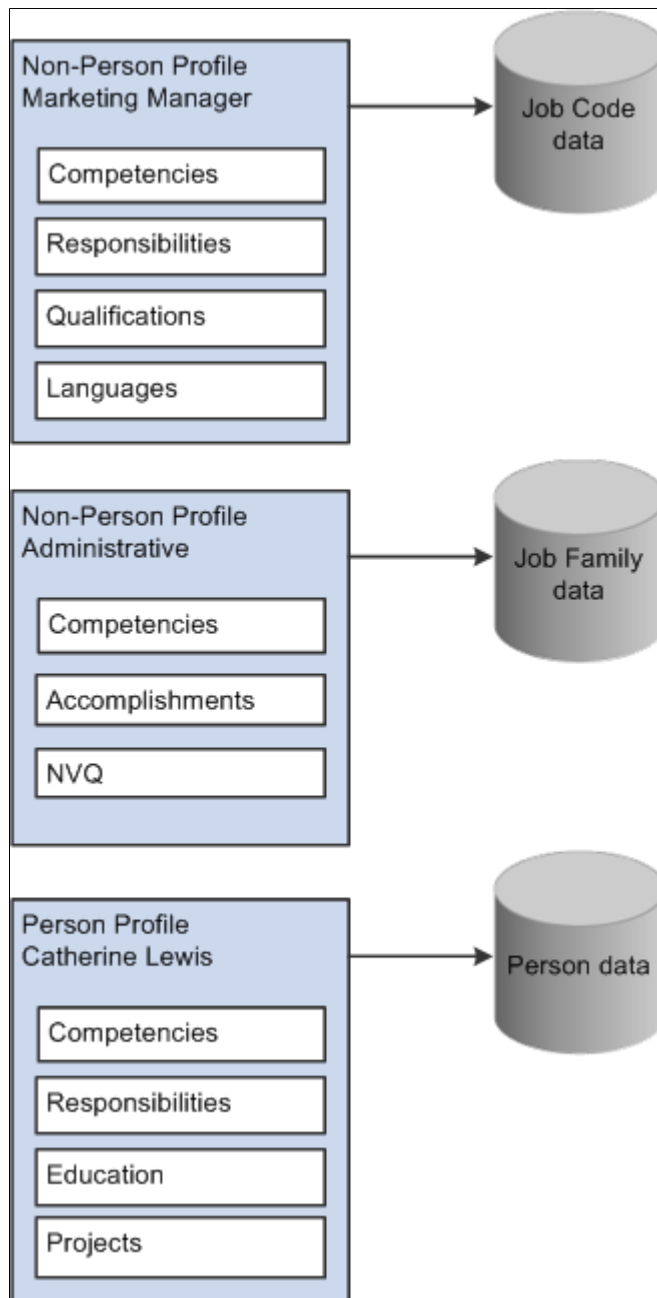 Non-Person Profile
Marketing Manager
Competencies
Responsibilities
Qualifications
Languages
Job Code
data
Non-Person Profile
Administrative
Competencies
Accomplishments
NVQ
Job Family
data
Person Profile
Catherine Lewis
Competencies
Responsibilities
Education
Projects
Person data